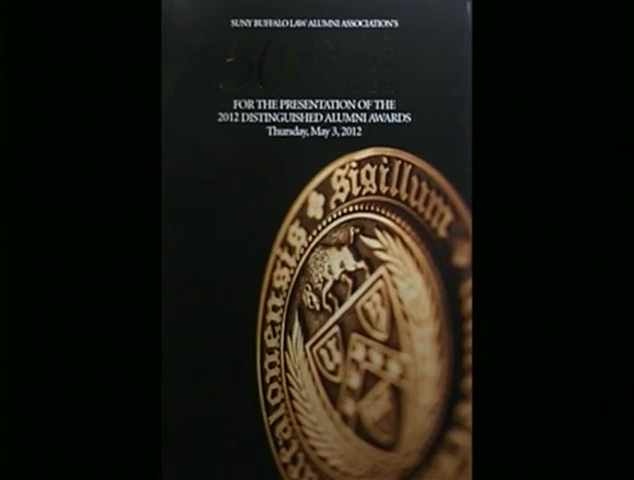 SUNY BUFFALO LAW ALUMNI ASSOCIATION'S
50
FOR THE PRESENTATION OF THE
2012 DISTINGUISHED ALUMNI AWARDS
Thursday, May 3, 2012
Sigillum